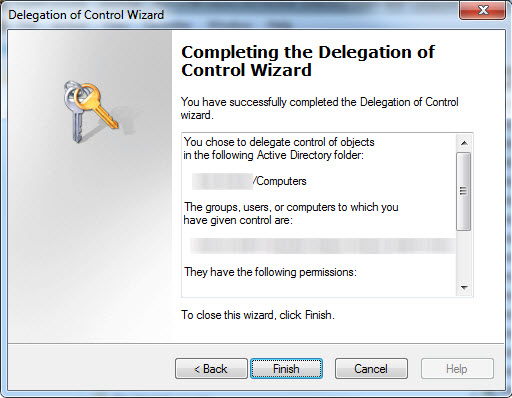 Delegation of Control Wizard
Completing the Delegation of
Control Wizard
You have successfully completed the Delegation of Control
wizard.
You chose to delegate control of objects
in the following Active Directory folder:
/Computers
The groups, users, or computers to which you
have given control are:
They have the following permissions:
To close this wizard, click Finish.
< Back
Finish
Cancel
Help